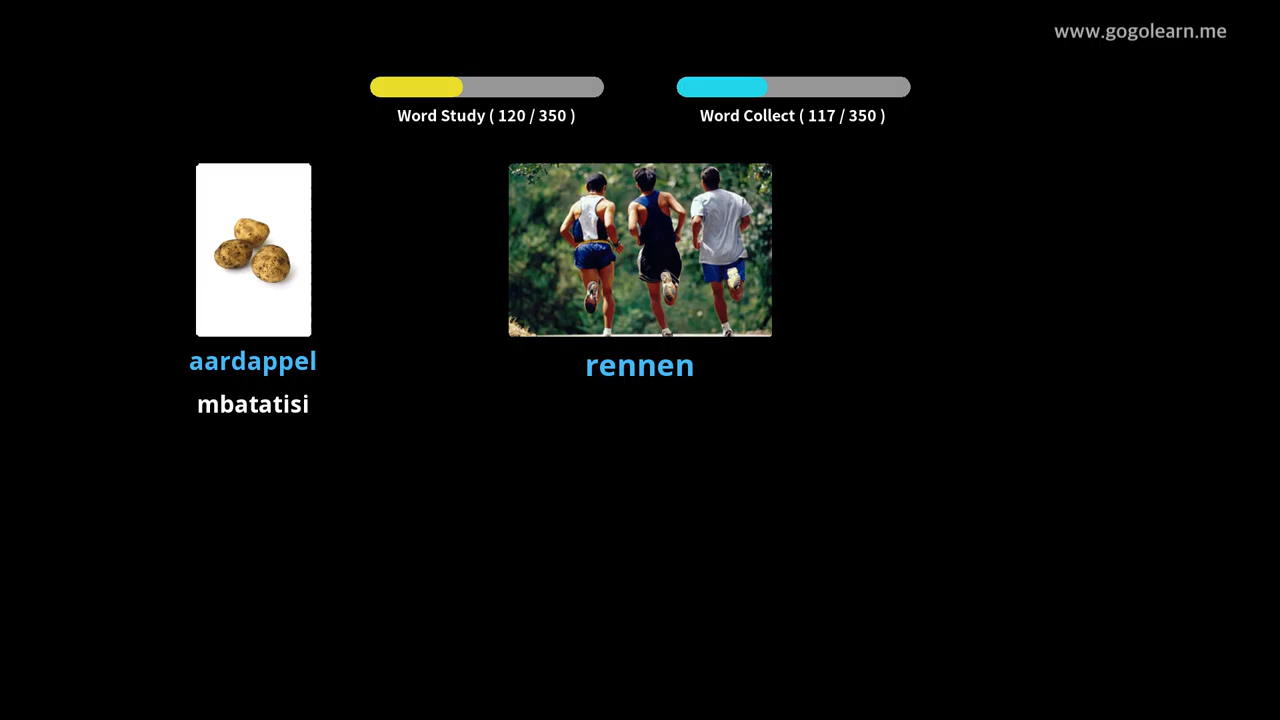 www.gogolearn.me
Word Study ( 120 / 350 )
Word Collect ( 117 / 350 )
aardappel
mbatatisi
rennen